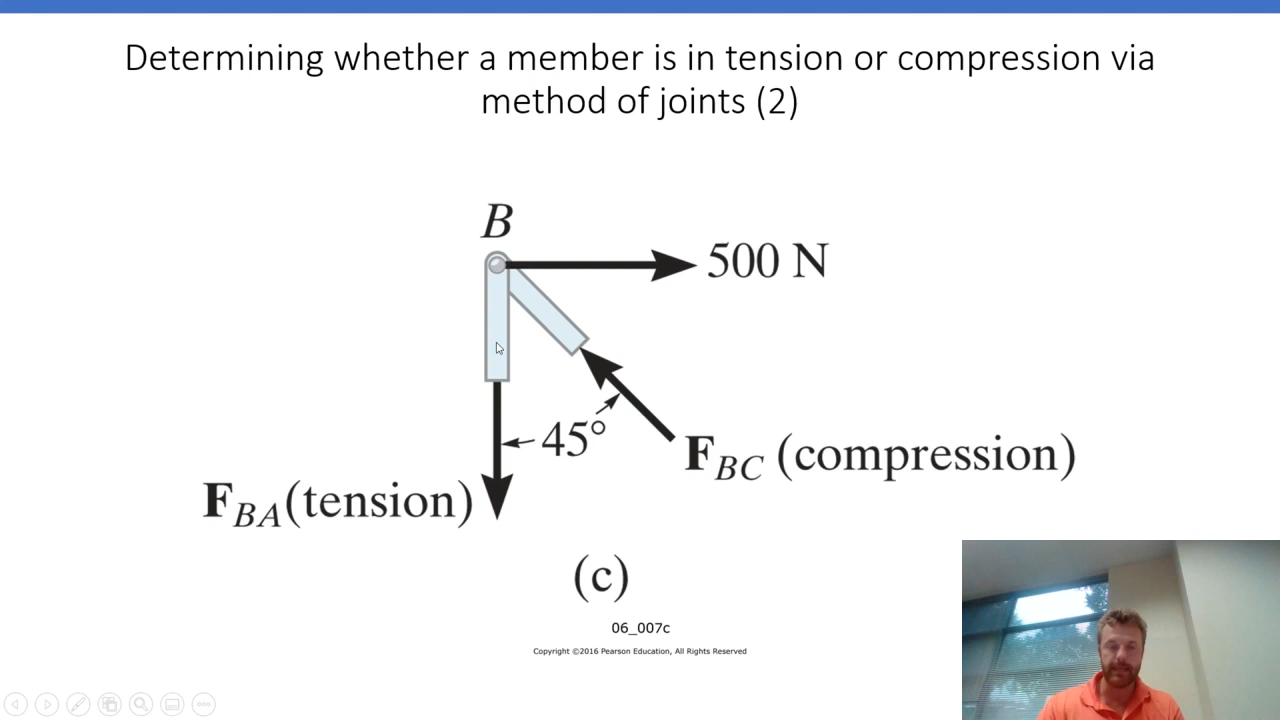 Determining whether a member is in tension or compression via
method of joints (2)
B
500 N
45°
F_BC (compression)
F_BA(tension)
(c)
06_007c
Copyright ©2016 Pearson Education, All Rights Reserved